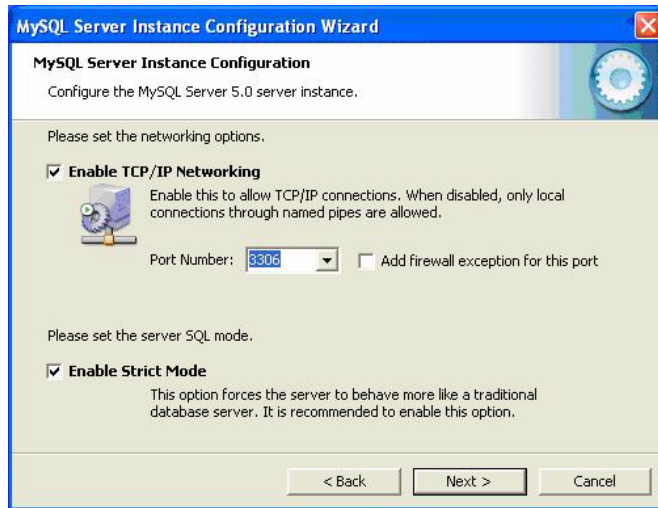 MySQL Server Instance Configuration Wizard
MySQL Server Instance Configuration
Configure the MySQL Server 5.0 server instance.
Please set the networking options.
Enable TCP/IP Networking
Enable this to allow TCP/IP connections. When disabled, only local
connections through named pipes are allowed.
Port Number: 3306 Add firewall exception for this port
Please set the server SQL mode.
Enable Strict Mode
This option forces the server to behave more like a traditional
database server. It is recommended to enable this option.
< Back Next > Cancel